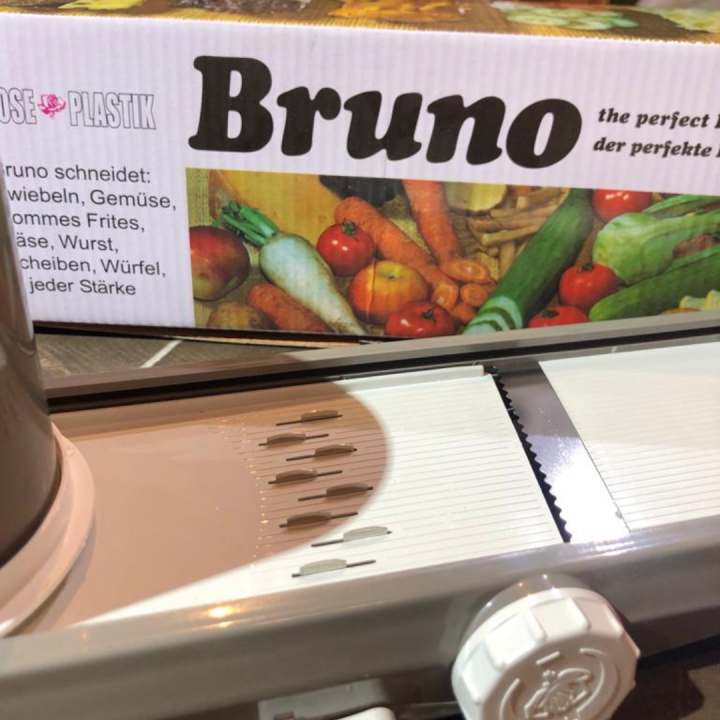 OSE PLASTIK
Bruno
the perfect
der perfekte
runo schneidet:
wiebeln, Gemüse,
ommes Frites,
äse, Wurst,
cheiben, Würfel,
jeder Stärke